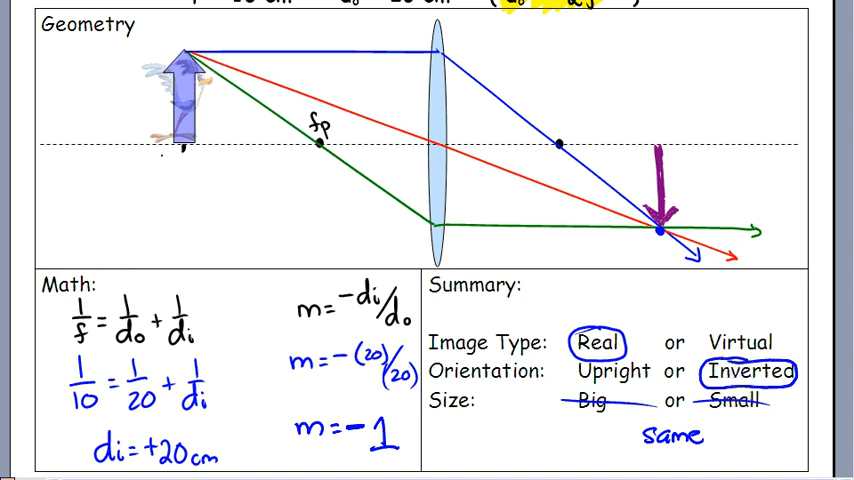 Geometry
fp
Math:
1/f = 1/do + 1/di
1/10 = 1/20 + 1/di
di = +20cm
m = -di/do
m = -(20)/(20)
m = -1
Summary:
Image Type: Real or Virtual
Orientation: Upright or Inverted
Size: Big or Small
same